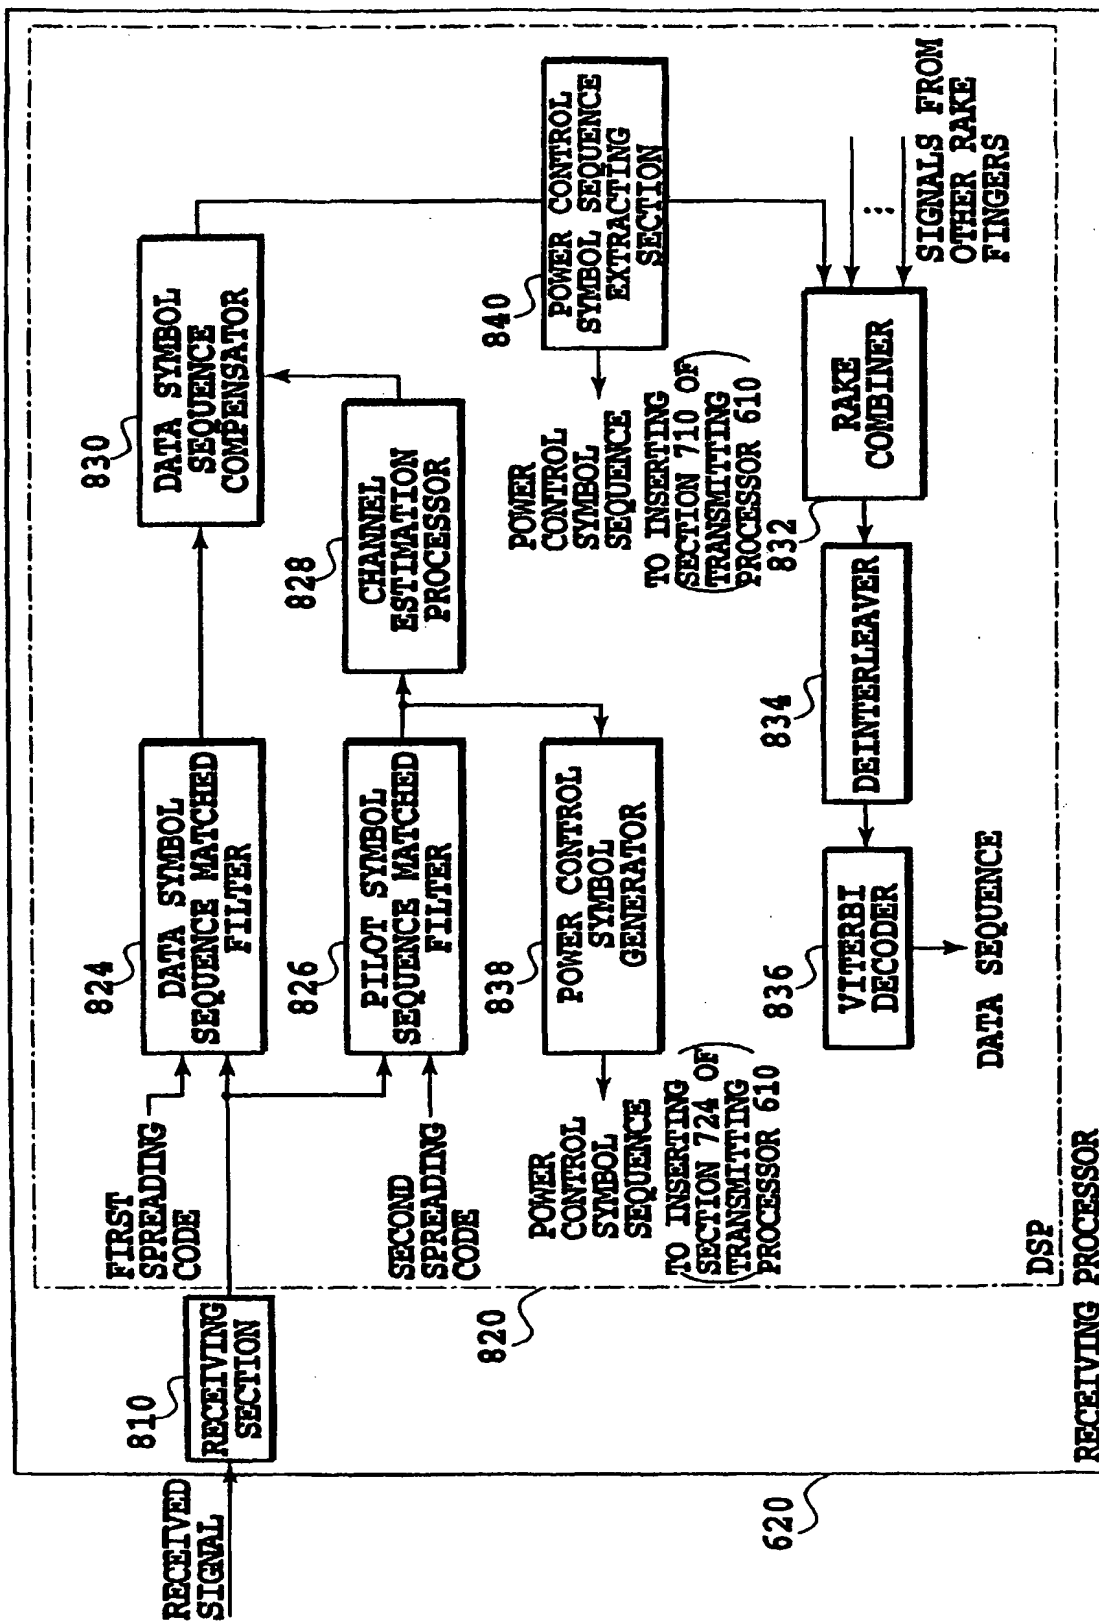 RECEIVED
SIGNAL
810
RECEIVING
SECTION
620
RECEIVING PROCESSOR
820
DSP
FIRST
SPREADING
CODE
824
DATA SYMBOL
SEQUENCE MATCHED
FILTER
830
DATA SYMBOL
SEQUENCE
COMPENSATOR
SECOND
SPREADING
CODE
826
PILOT SYMBOL
SEQUENCE MATCHED
FILTER
828
CHANNEL
ESTIMATION
PROCESSOR
838
POWER CONTROL
SYMBOL
GENERATOR
POWER
CONTROL
SYMBOL
SEQUENCE
(TO INSERTING
SECTION 724 OF
TRANSMITTING
PROCESSOR 610)
840
POWER CONTROL
SYMBOL SEQUENCE
EXTRACTING
SECTION
POWER
CONTROL
SYMBOL
SEQUENCE
(TO INSERTING
SECTION 710 OF
TRANSMITTING
PROCESSOR 610)
SIGNALS FROM
OTHER RAKE
FINGERS
832
RAKE
COMBINER
834
DEINTERLEAVER
836
VITERBI
DECODER
DATA SEQUENCE